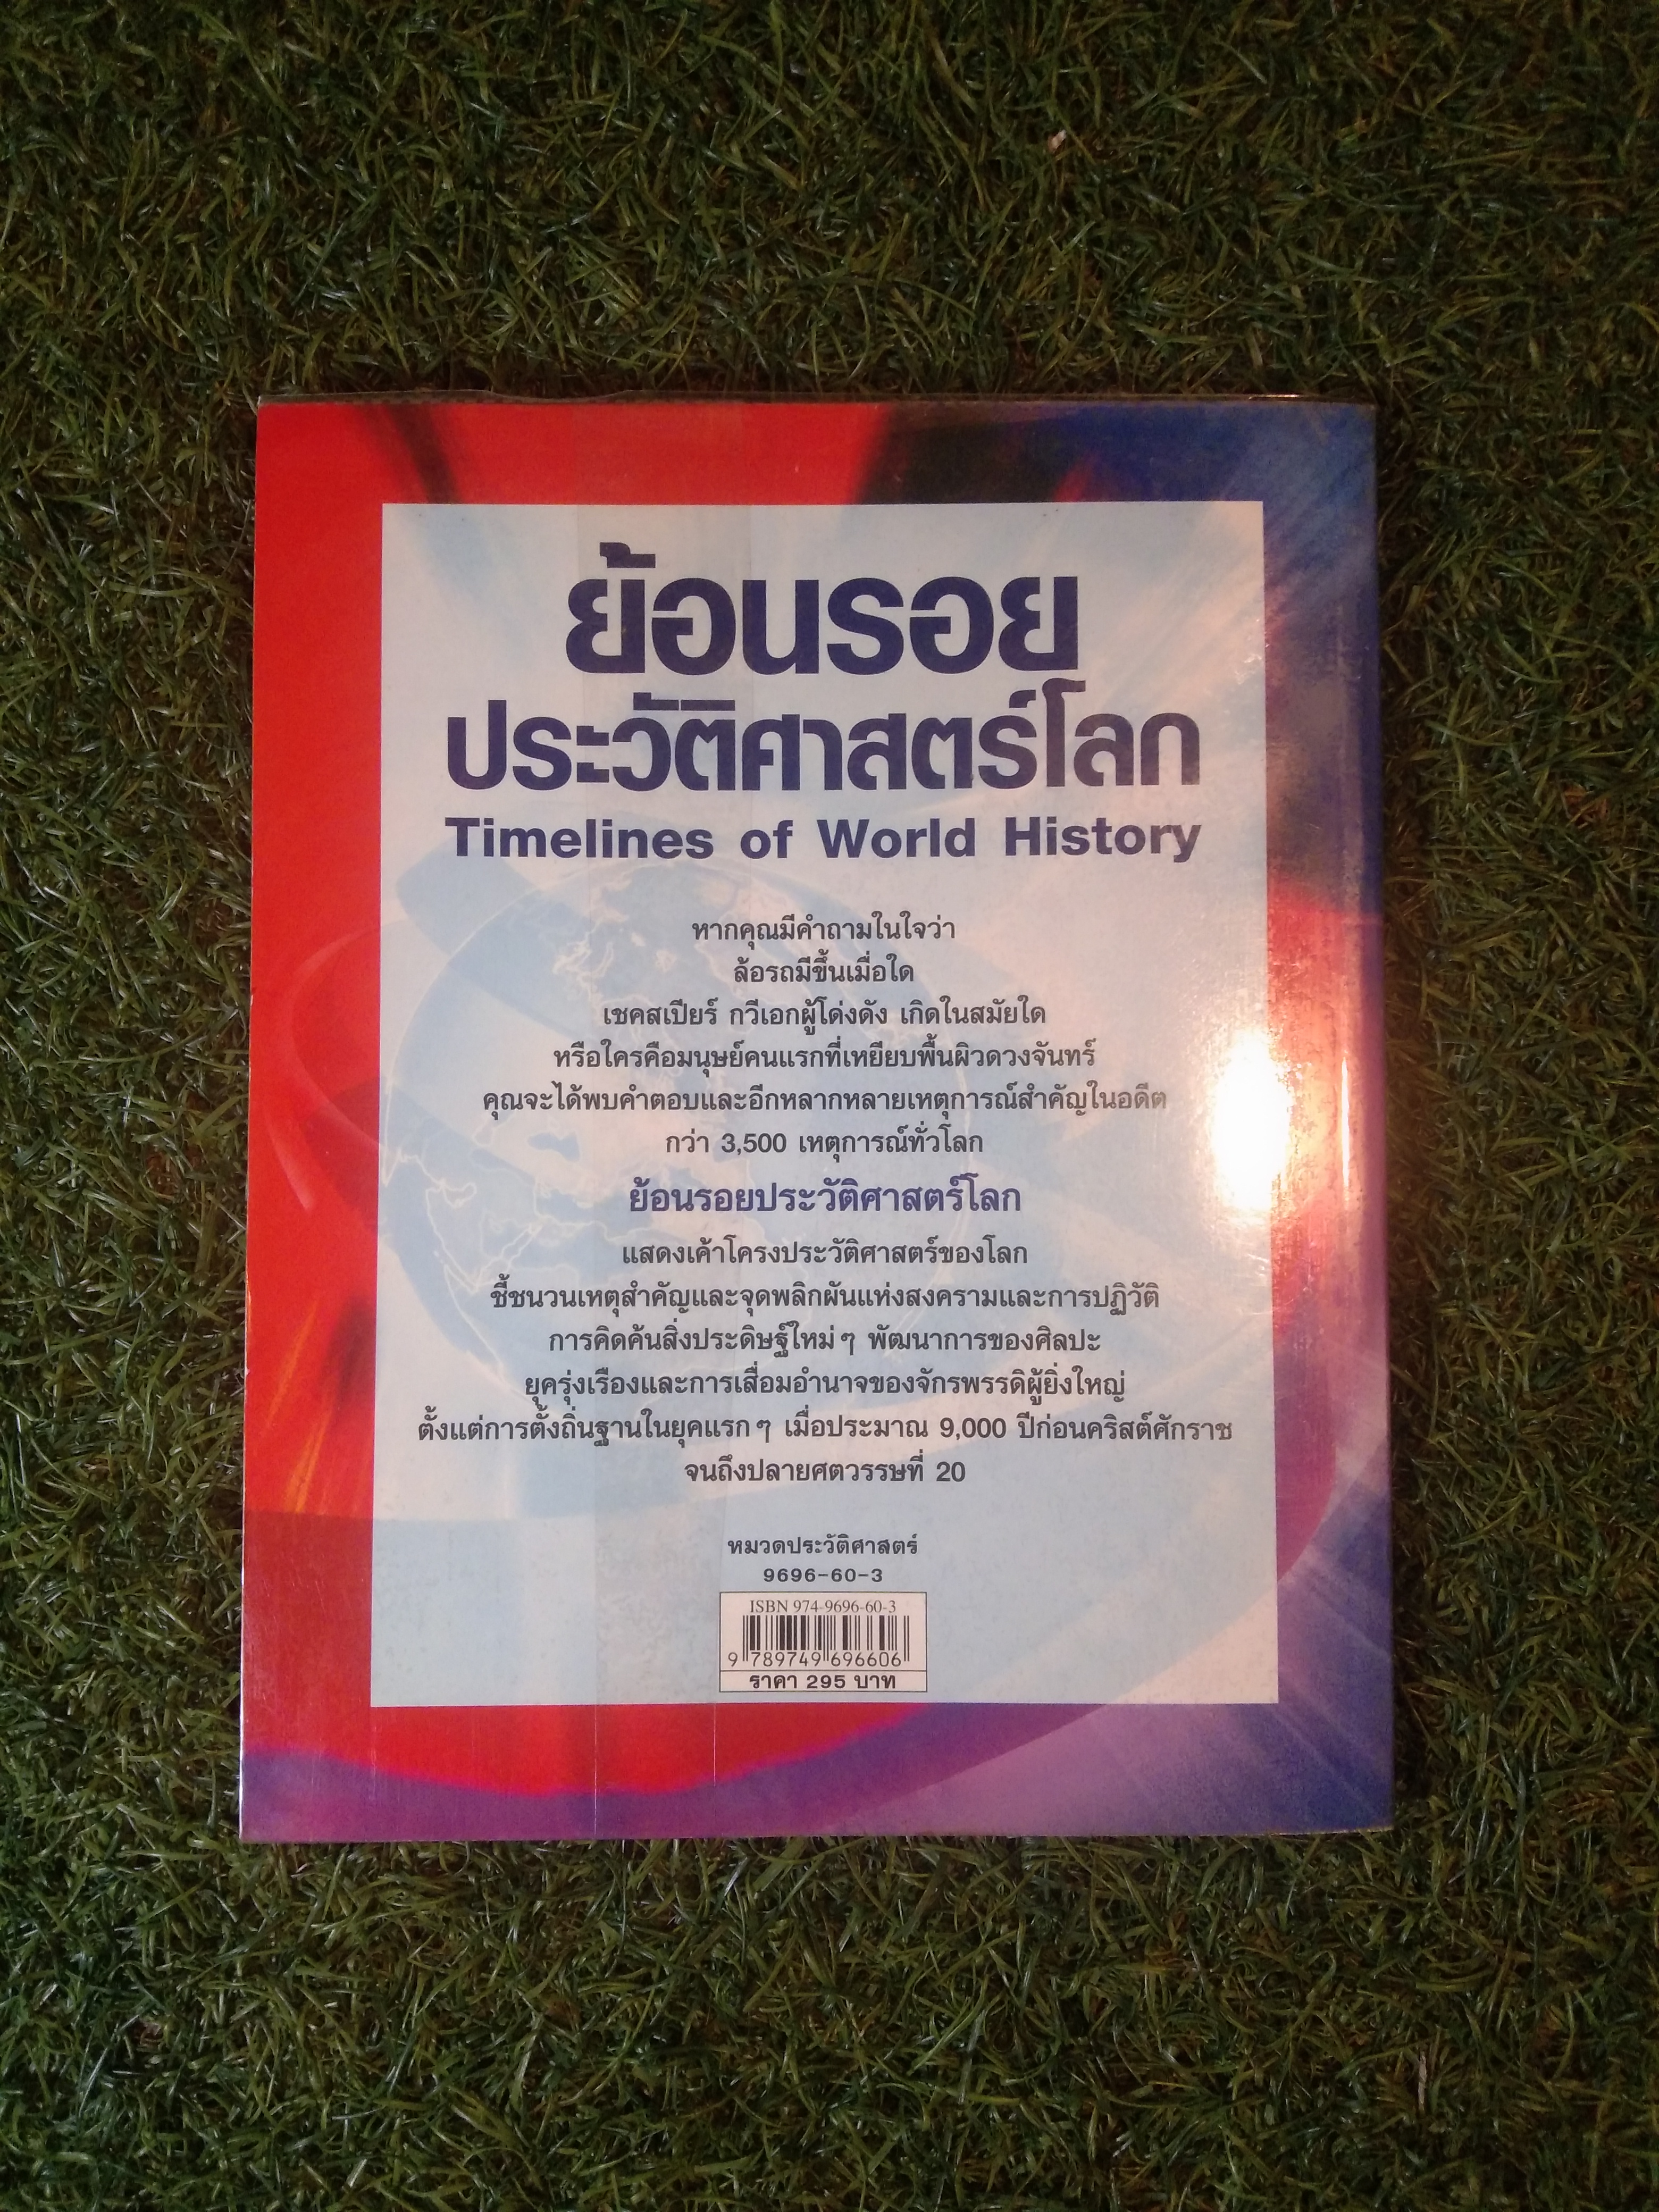 ย้อนรอย
ประวัติศาสตร์โลก
Timelines of World History
หากคุณมีคำถามในใจว่า
ล้อรถมีขึ้นเมื่อใด
เชคสเปียร์ กวีเอกผู้โด่งดัง เกิดในสมัยใด
หรือใครคือมนุษย์คนแรกที่เหยียบพื้นผิวดวงจันทร์
คุณจะได้พบคำตอบและอีกหลากหลายเหตุการณ์สำคัญในอดีต
กว่า 3,500 เหตุการณ์ทั่วโลก
ย้อนรอยประวัติศาสตร์โลก
แสดงเค้าโครงประวัติศาสตร์ของโลก
ชี้ชนวนเหตุสำคัญและจุดพลิกผันแห่งสงครามและการปฏิวัติ
การคิดค้นสิ่งประดิษฐ์ใหม่ ๆ พัฒนาการของศิลปะ
ยุครุ่งเรืองและการเสื่อมอำนาจของจักรพรรดิผู้ยิ่งใหญ่
ตั้งแต่การตั้งถิ่นฐานในยุคแรก ๆ เมื่อประมาณ 9,000 ปีก่อนคริสต์ศักราช
จนถึงปลายศตวรรษที่ 20
หมวดประวัติศาสตร์
9696-60-3
ISBN 974-9696-60-3
9 789749 696606
ราคา 295 บาท